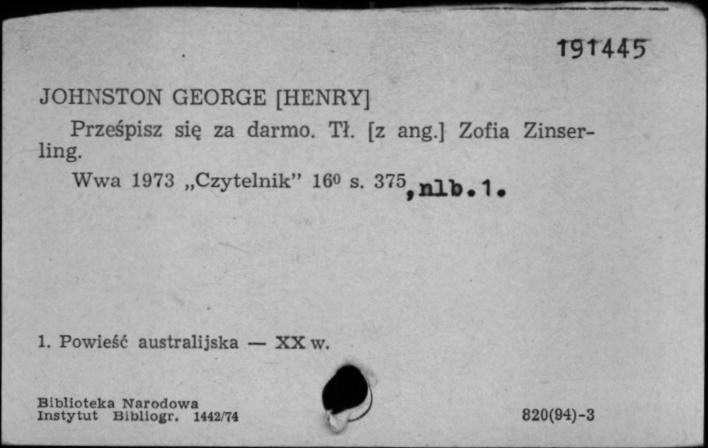 191445
JOHNSTON GEORGE [HENRY]
Prześpisz się za darmo. Tł. [z ang.] Zofia Zinser-
ling.
Wwa 1973 „Czytelnik” 16⁰ s. 375, nlb.1.
1. Powieść australijska — XX w.
Biblioteka Narodowa
Instytut Bibliogr. 1442/74
820(94)-3